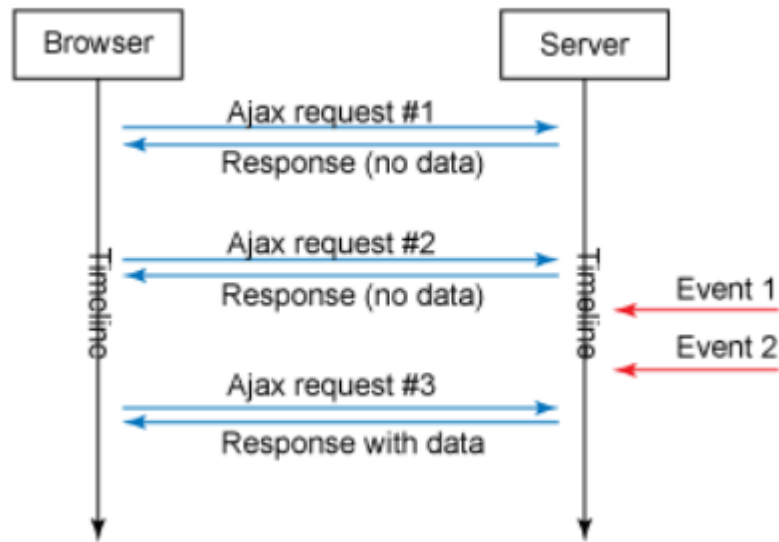 Browser
Server
Ajax request #1
Response (no data)
Ajax request #2
Response (no data)
Timeline
Timeline
Event 1
Event 2
Ajax request #3
Response with data